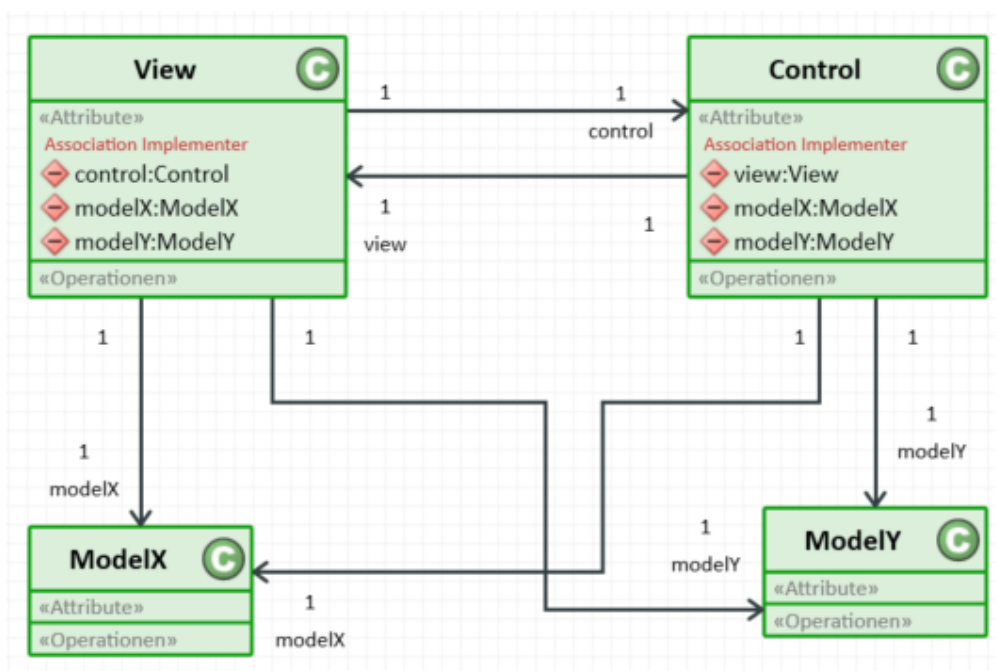 View
C
«Attribute»
Association Implementer
control:Control
modelX:ModelX
modelY:ModelY
«Operationen»
1
1
control
1
view
1
Control
C
«Attribute»
Association Implementer
view:View
modelX:ModelX
modelY:ModelY
«Operationen»
1
1
1
1
1
modelX
1
modelY
ModelX
C
«Attribute»
«Operationen»
1
modelX
1
modelY
ModelY
C
«Attribute»
«Operationen»